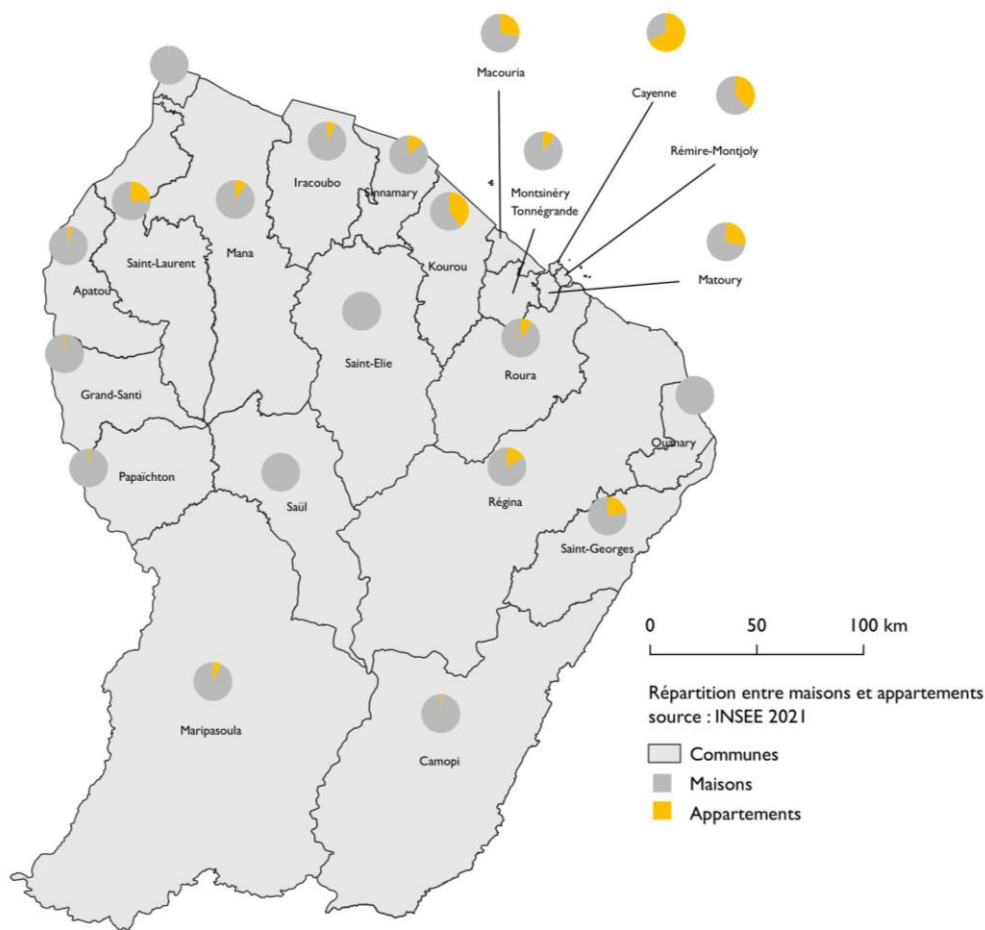 Macouria
Cayenne
Rémire-Montjoly
Montsinéry
Tonnégrande
Iracoubo
Sinnamary
Mana
Saint-Laurent
Kourou
Matoury
Apatou
Saint-Elie
Roura
Grand-Santi
Ouanary
Papaïchton
Saül
Régina
Saint-Georges
0 50 100 km
Répartition entre maisons et appartements
source : INSEE 2021
Maripasoula
Camopi
Communes
Maisons
Appartements